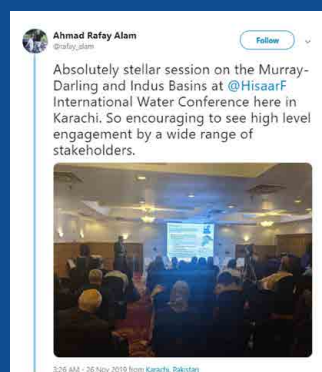 Ahmad Rafay Alam
@rafay_alam
Follow
Absolutely stellar session on the Murray-
Darling and Indus Basins at @HisaarF
International Water Conference here in
Karachi. So encouraging to see high level
engagement by a wide range of
stakeholders.
3:26 AM - 26 Nov 2019 from Karachi, Pakistan